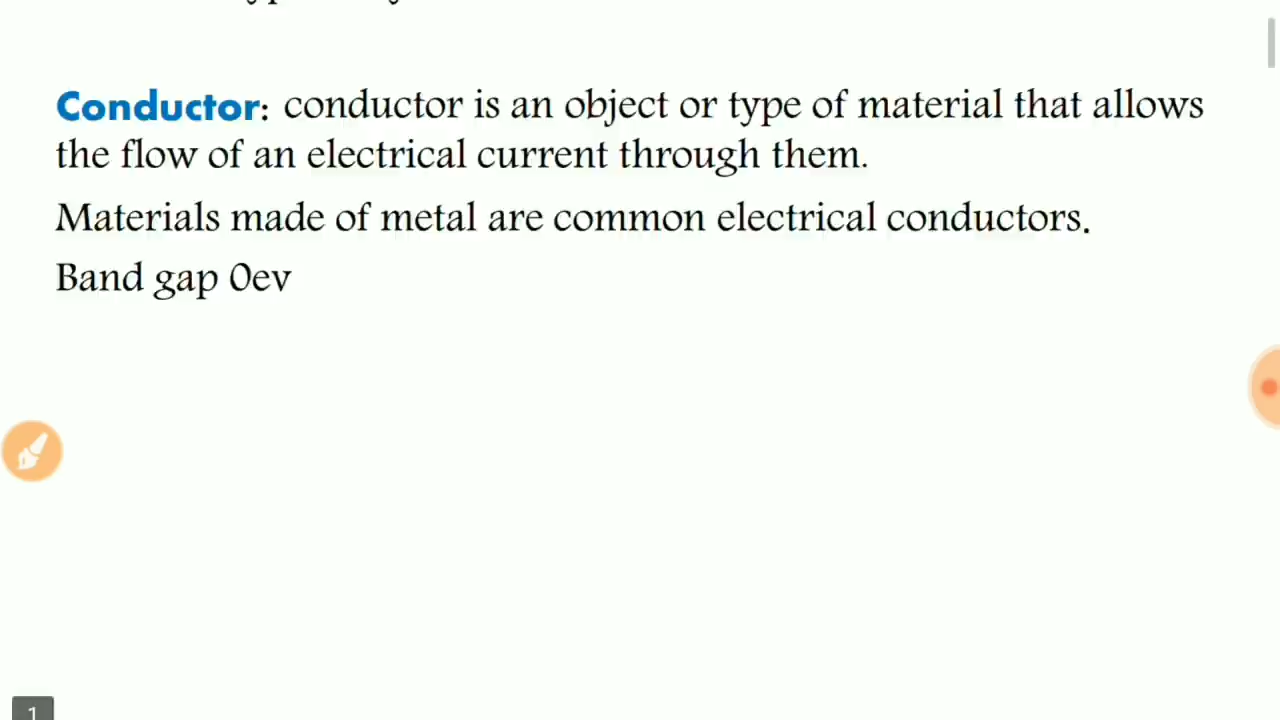 Conductor: conductor is an object or type of material that allows
the flow of an electrical current through them.
Materials made of metal are common electrical conductors.
Band gap 0ev
1